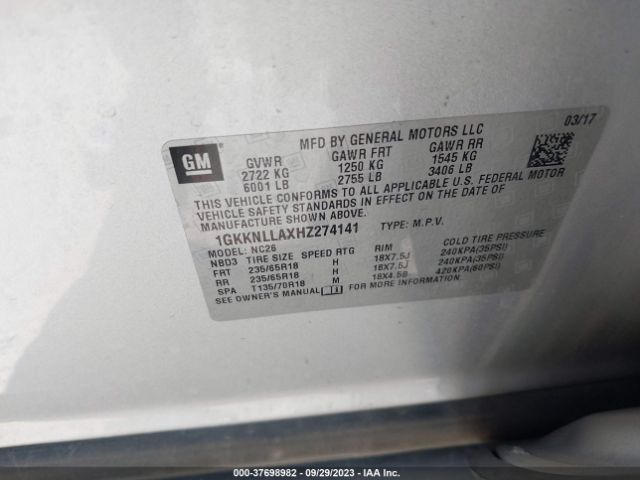 03/17
MFD BY GENERAL MOTORS LLC
GM
GVWR GAWR FRT GAWR RR
2722 KG 1250 KG 1545 KG
6001 LB 2755 LB 3406 LB
THIS VEHICLE CONFORMS TO ALL APPLICABLE U.S. FEDERAL MOTOR
VEHICLE SAFETY STANDARDS IN EFFECT ON THE DATE OF
MANUFACTURE SHOWN ABOVE.
1GKKNLLAXHZ274141 TYPE: M.P.V.
MODEL: NC26
NBD3 TIRE SIZE SPEED RTG RIM COLD TIRE PRESSURE
FRT 235/65R18 H 18X7.5J 240KPA(35PSI)
RR 235/65R18 H 18X7.5J 240KPA(35PSI)
SPA T135/70R18 M 18X4.5B 420KPA(60PSI)
SEE OWNER'S MANUAL
000-37698982 - 09/29/2023 - IAA Inc.